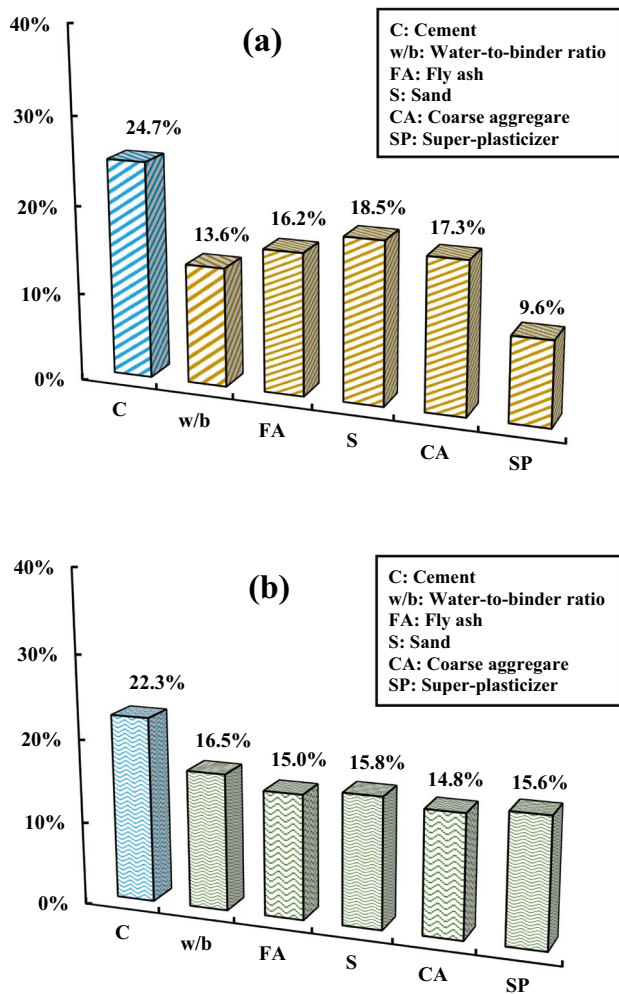 40%
(a)
C: Cement
w/b: Water-to-binder ratio
FA: Fly ash
S: Sand
CA: Coarse aggregare
SP: Super-plasticizer
30%
24.7%
20%
13.6%
16.2%
18.5%
17.3%
10%
9.6%
0%
C
w/b
FA
S
CA
SP
40%
(b)
C: Cement
w/b: Water-to-binder ratio
FA: Fly ash
S: Sand
CA: Coarse aggregare
SP: Super-plasticizer
30%
22.3%
20%
16.5%
15.0%
15.8%
14.8%
15.6%
10%
0%
C
w/b
FA
S
CA
SP